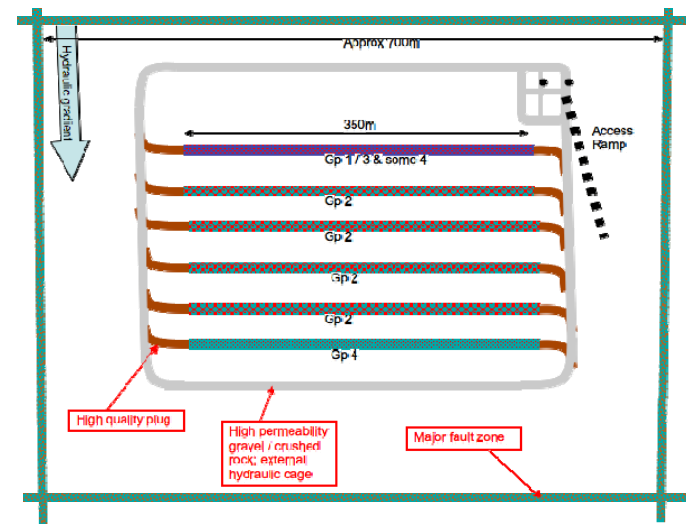 Approx 700m
Hydraulic gradient
350m
Access
Ramp
Gp 1 / 3 & some 4
Gp 2
Gp 2
Gp 2
Gp 2
Gp 4
High quality plug
High permeability
gravel / crushed
rock; external
hydraulic cage
Major fault zone